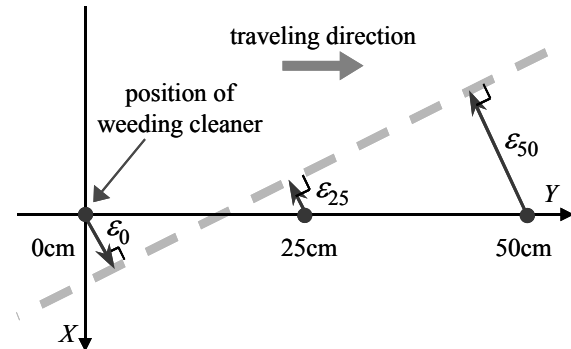 traveling direction
position of
weeding cleaner
ε50
Y
ε25
ε0
0cm
25cm
50cm
X